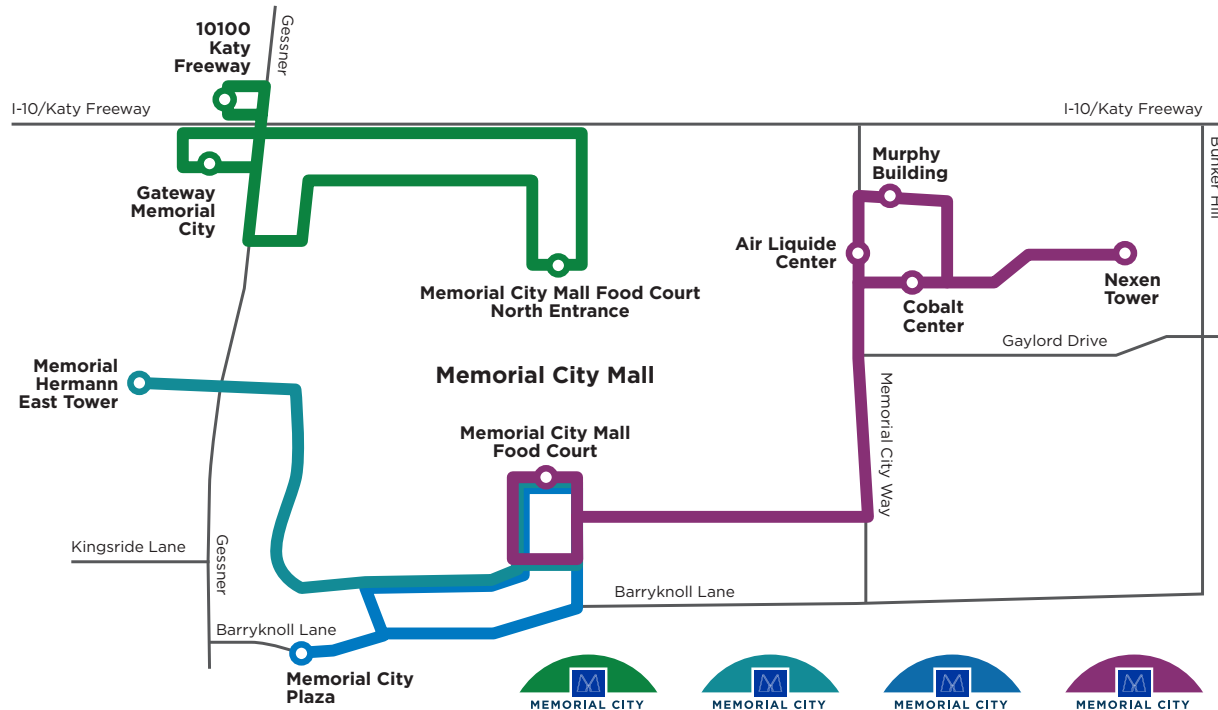 10100
Katy
Freeway
Gessner
I-10/Katy Freeway
I-10/Katy Freeway
Bunker Hill
Murphy
Building
Gateway
Memorial
City
Air Liquide
Center
Nexen
Tower
Cobalt
Center
Memorial City Mall Food Court
North Entrance
Gaylord Drive
Memorial
Hermann
East Tower
Memorial City Mall
Memorial City Way
Memorial City Mall
Food Court
Kingsride Lane
Gessner
Barryknoll Lane
Barryknoll Lane
Memorial City
Plaza
MEMORIAL CITY
MEMORIAL CITY
MEMORIAL CITY
MEMORIAL CITY